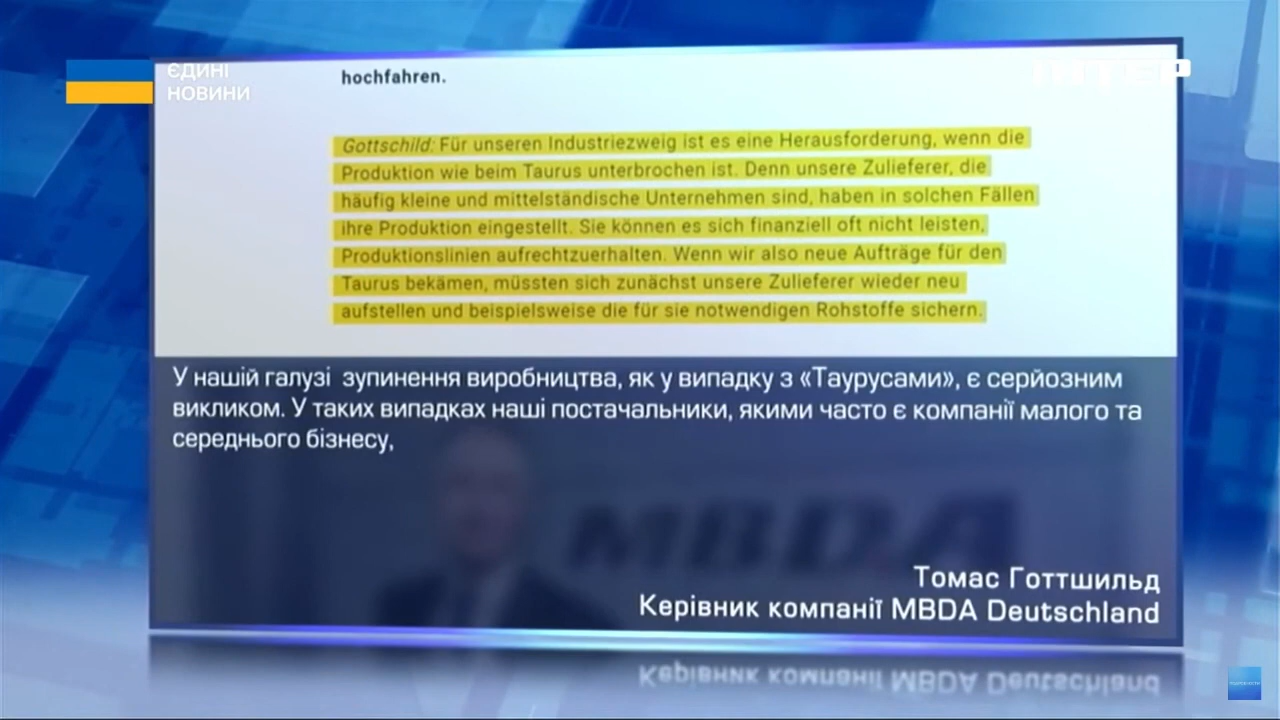 ЄДИНІ
НОВИНИ
ІНТЕР
hochfahren.
Gottschild: Für unseren Industriezweig ist es eine Herausforderung, wenn die
Produktion wie beim Taurus unterbrochen ist. Denn unsere Zulieferer, die
häufig kleine und mittelständische Unternehmen sind, haben in solchen Fällen
ihre Produktion eingestellt. Sie können es sich finanziell oft nicht leisten,
Produktionslinien aufrechtzuerhalten. Wenn wir also neue Aufträge für den
Taurus bekämen, müssten sich zunächst unsere Zulieferer wieder neu
aufstellen und beispielsweise die für sie notwendigen Rohstoffe sichern.
У нашій галузі зупинення виробництва, як у випадку з «Таурусами», є серйозним
викликом. У таких випадках наші постачальники, якими часто є компанії малого та
середнього бізнесу,
MBDA
Томас Готтшильд
Керівник компанії MBDA Deutschland
Керівник компанії MBDA Deutschland